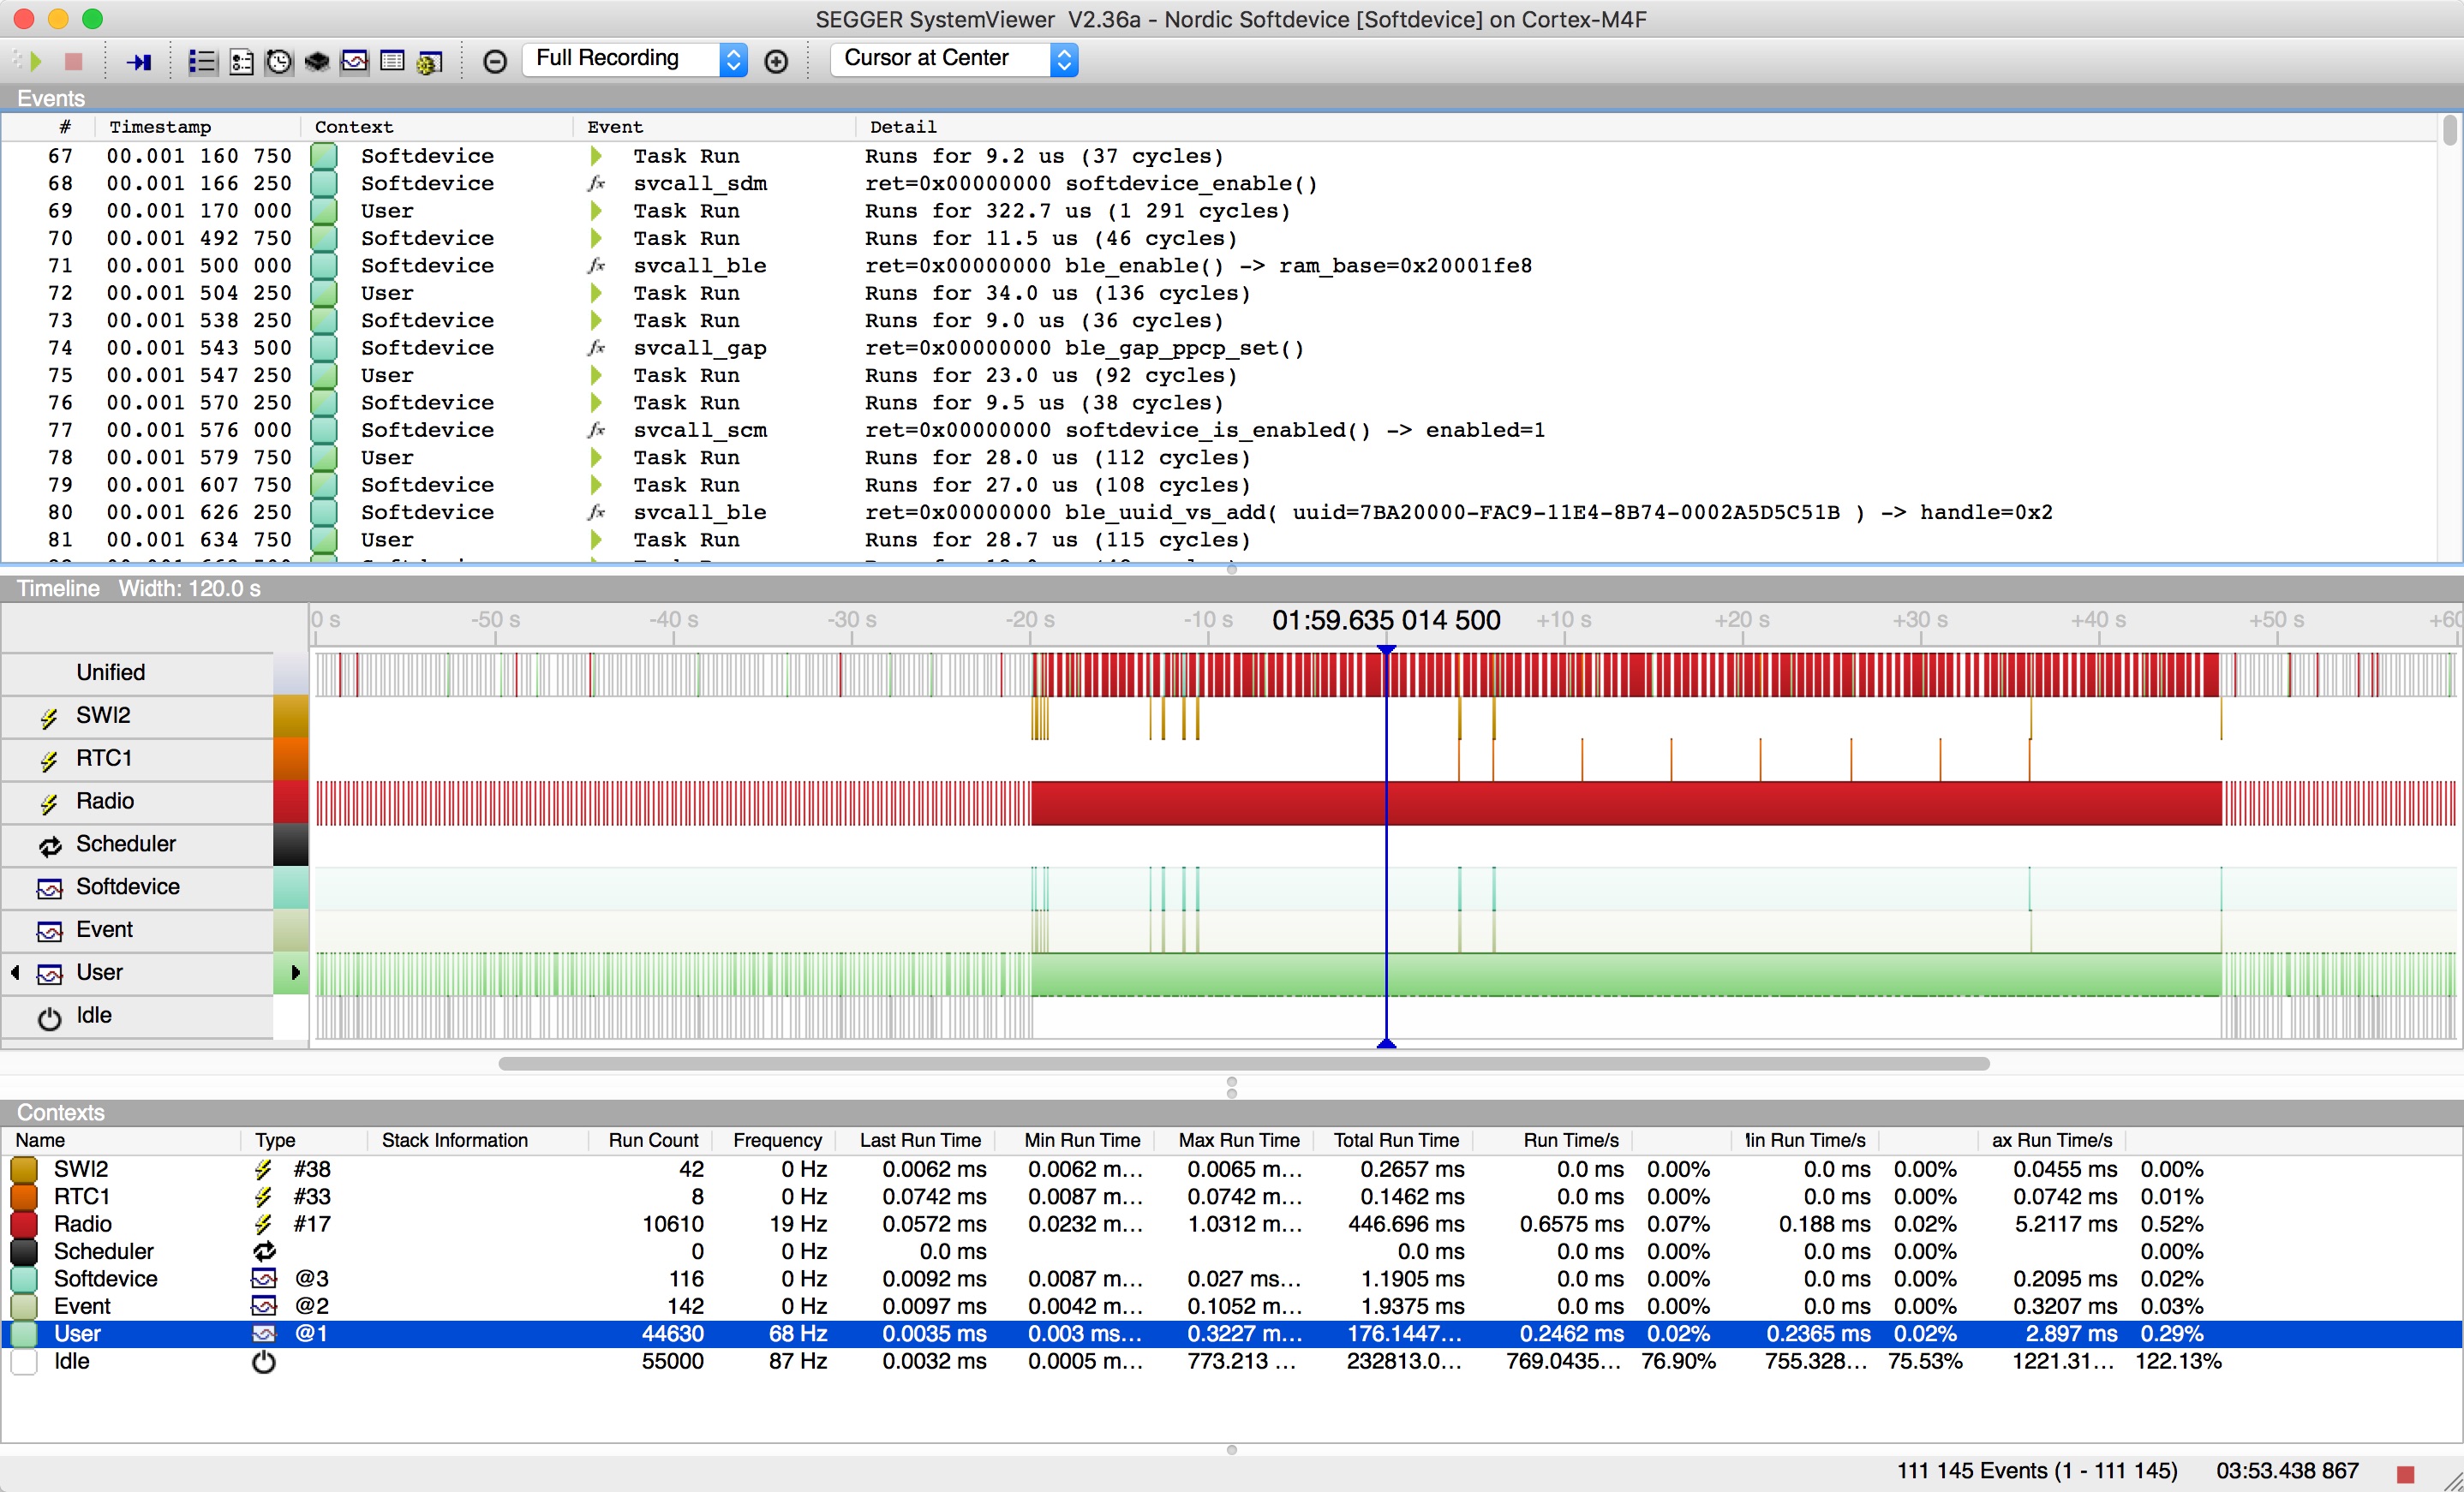 SEGGER SystemViewer V2.36a - Nordic Softdevice [Softdevice] on Cortex-M4F
Full Recording Cursor at Center
Events
# Timestamp Context Event Detail
67 00.001 160 750 Softdevice Task Run Runs for 9.2 us (37 cycles)
68 00.001 166 250 Softdevice fx svcall_sdm ret=0x00000000 softdevice_enable()
69 00.001 170 000 User Task Run Runs for 322.7 us (1 291 cycles)
70 00.001 492 750 Softdevice Task Run Runs for 11.5 us (46 cycles)
71 00.001 500 000 Softdevice fx svcall_ble ret=0x00000000 ble_enable() -> ram_base=0x20001fe8
72 00.001 504 250 User Task Run Runs for 34.0 us (136 cycles)
73 00.001 538 250 Softdevice Task Run Runs for 9.0 us (36 cycles)
74 00.001 543 500 Softdevice fx svcall_gap ret=0x00000000 ble_gap_ppcp_set()
75 00.001 547 250 User Task Run Runs for 23.0 us (92 cycles)
76 00.001 570 250 Softdevice Task Run Runs for 9.5 us (38 cycles)
77 00.001 576 000 Softdevice fx svcall_scm ret=0x00000000 softdevice_is_enabled() -> enabled=1
78 00.001 579 750 User Task Run Runs for 28.0 us (112 cycles)
79 00.001 607 750 Softdevice Task Run Runs for 27.0 us (108 cycles)
80 00.001 626 250 Softdevice fx svcall_ble ret=0x00000000 ble_uuid_vs_add( uuid=7BA20000-FAC9-11E4-8B74-0002A5D5C51B ) -> handle=0x2
81 00.001 634 750 User Task Run Runs for 28.7 us (115 cycles)
Timeline Width: 120.0 s
0 s -50 s -40 s -30 s -20 s -10 s 01:59.635 014 500 +10 s +20 s +30 s +40 s +50 s +60
Unified
SWI2
RTC1
Radio
Scheduler
Softdevice
Event
User
Idle
Contexts
Name Type Stack Information Run Count Frequency Last Run Time Min Run Time Max Run Time Total Run Time Run Time/s lin Run Time/s ax Run Time/s
SWI2 #38 42 0 Hz 0.0062 ms 0.0062 m... 0.0065 m... 0.2657 ms 0.0 ms 0.00% 0.0 ms 0.00% 0.0455 ms 0.00%
RTC1 #33 8 0 Hz 0.0742 ms 0.0087 m... 0.0742 m... 0.1462 ms 0.0 ms 0.00% 0.0 ms 0.00% 0.0742 ms 0.01%
Radio #17 10610 19 Hz 0.0572 ms 0.0232 m... 1.0312 m... 446.696 ms 0.6575 ms 0.07% 0.188 ms 0.02% 5.2117 ms 0.52%
Scheduler 0 0 Hz 0.0 ms 0.0 ms 0.0 ms 0.00% 0.0 ms 0.00% 0.00%
Softdevice @3 116 0 Hz 0.0092 ms 0.0087 m... 0.027 ms... 1.1905 ms 0.0 ms 0.00% 0.0 ms 0.00% 0.2095 ms 0.02%
Event @2 142 0 Hz 0.0097 ms 0.0042 m... 0.1052 m... 1.9375 ms 0.0 ms 0.00% 0.0 ms 0.00% 0.3207 ms 0.03%
User @1 44630 68 Hz 0.0035 ms 0.003 ms... 0.3227 m... 176.1447... 0.2462 ms 0.02% 0.2365 ms 0.02% 2.897 ms 0.29%
Idle 55000 87 Hz 0.0032 ms 0.0005 m... 773.213 ... 232813.0... 769.0435... 76.90% 755.328... 75.53% 1221.31... 122.13%
111 145 Events (1 - 111 145) 03:53.438 867